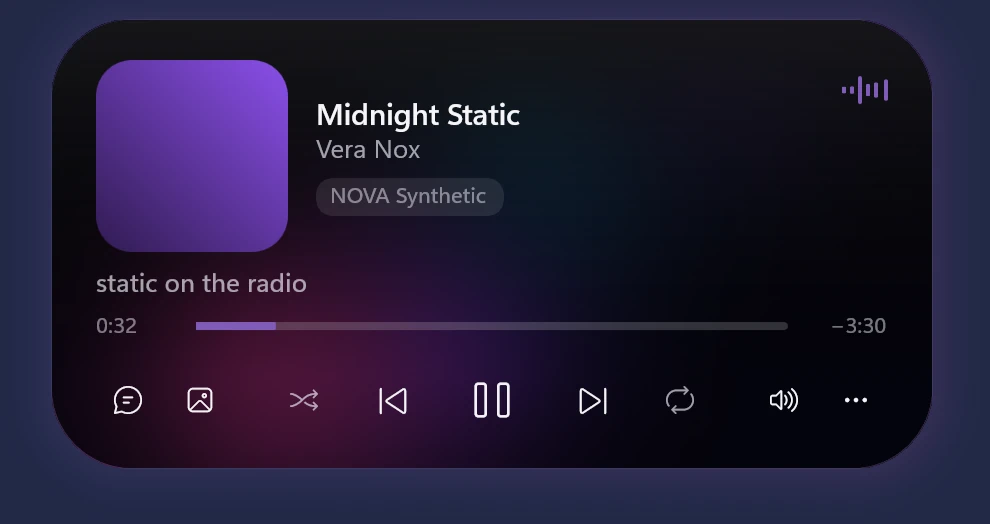 Midnight Static
Vera Nox
NOVA Synthetic
static on the radio
0:32
−3:30